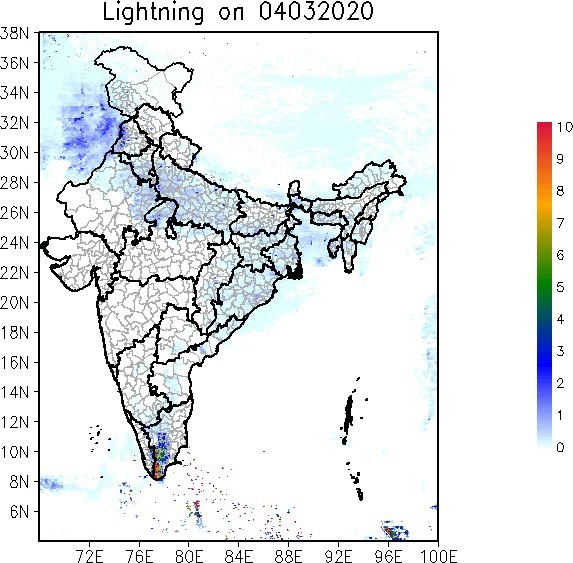 Lightning on 04032020
38N
36N
34N
32N
30N
28N
26N
24N
22N
20N
18N
16N
14N
12N
10N
8N
6N
72E 76E 80E 84E 88E 92E 96E 100E
10
9
8
7
6
5
4
3
2
1
0